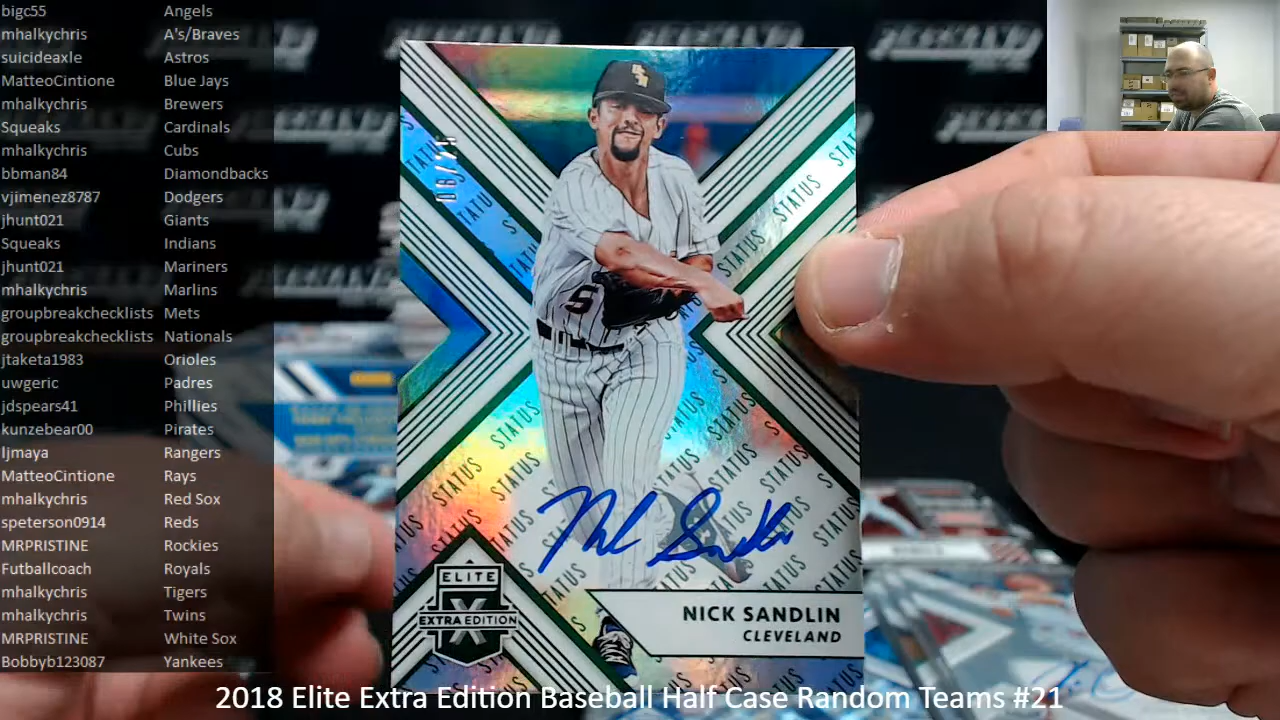 bigc55 Angels
mhalkychris A's/Braves
suicideaxle Astros
MatteoCintione Blue Jays
mhalkychris Brewers
Squeaks Cardinals
mhalkychris Cubs
bbman84 Diamondbacks
vjimenez8787 Dodgers
jhunt021 Giants
Squeaks Indians
jhunt021 Mariners
mhalkychris Marlins
groupbreakchecklists Mets
groupbreakchecklists Nationals
jtaketa1983 Orioles
uwgeric Padres
jdspears41 Phillies
kunzebear00 Pirates
ljmaya Rangers
MatteoCintione Rays
mhalkychris Red Sox
speterson0914 Reds
MRPRISTINE Rockies
Futballcoach Royals
mhalkychris Tigers
mhalkychris Twins
MRPRISTINE White Sox
Bobbyb123087 Yankees
STATUS
ELITE
X
EXTRA EDITION
NICK SANDLIN
CLEVELAND
2018 Elite Extra Edition Baseball Half Case Random Teams #21